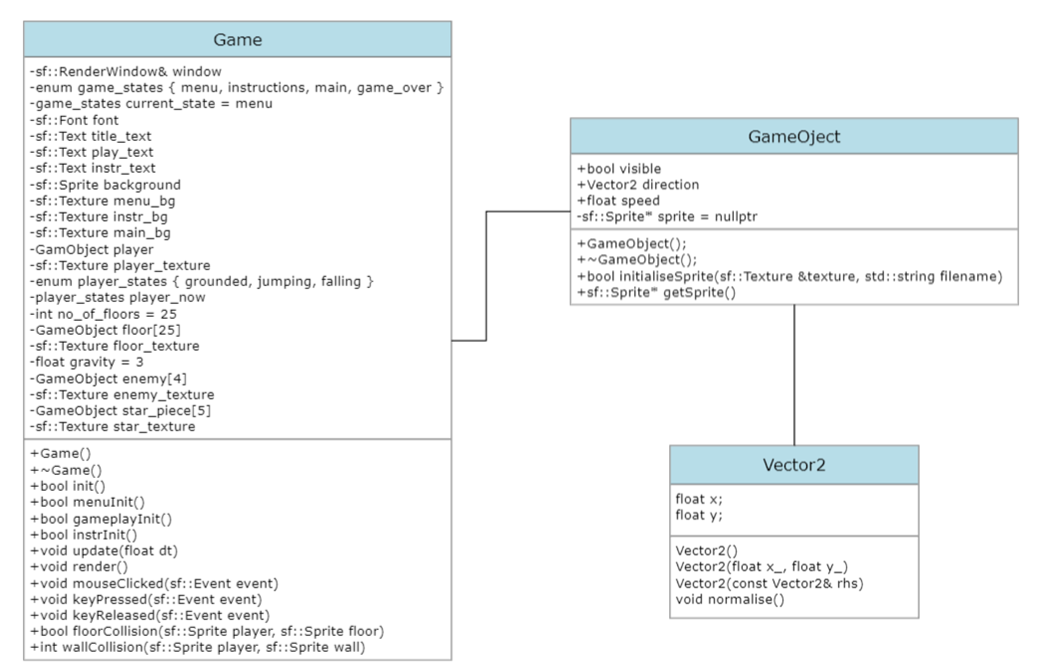 Game
-sf::RenderWindow& window
-enum game_states { menu, instructions, main, game_over }
-game_states current_state = menu
-sf::Font font
-sf::Text title_text
-sf::Text play_text
-sf::Text instr_text
-sf::Sprite background
-sf::Texture menu_bg
-sf::Texture instr_bg
-sf::Texture main_bg
-GamObject player
-sf::Texture player_texture
-enum player_states { grounded, jumping, falling }
-player_states player_now
-int no_of_floors = 25
-GameObject floor[25]
-sf::Texture floor_texture
-float gravity = 3
-GameObject enemy[4]
-sf::Texture enemy_texture
-GameObject star_piece[5]
-sf::Texture star_texture
+Game()
+~Game()
+bool init()
+bool menuInit()
+bool gameplayInit()
+bool instrInit()
+void update(float dt)
+void render()
+void mouseClicked(sf::Event event)
+void keyPressed(sf::Event event)
+void keyReleased(sf::Event event)
+bool floorCollision(sf::Sprite player, sf::Sprite floor)
+int wallCollision(sf::Sprite player, sf::Sprite wall)
GameOject
+bool visible
+Vector2 direction
+float speed
-sf::Sprite* sprite = nullptr
+GameObject();
+~GameObject();
+bool initialiseSprite(sf::Texture &texture, std::string filename)
+sf::Sprite* getSprite()
Vector2
float x;
float y;
Vector2()
Vector2(float x_, float y_)
Vector2(const Vector2& rhs)
void normalise()